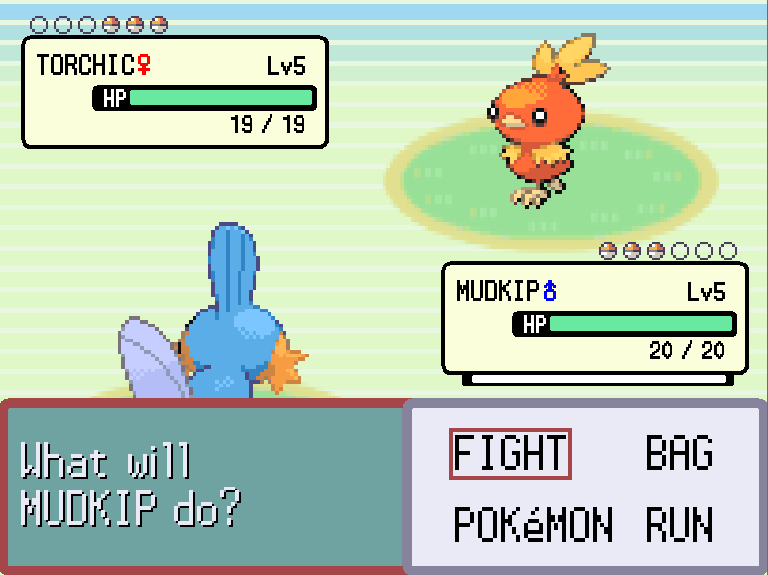 TORCHIC♀ Lv5
HP
19 / 19
MUDKIP♂ Lv5
HP
20 / 20
What will
MUDKIP do?
FIGHT BAG
POKéMON RUN